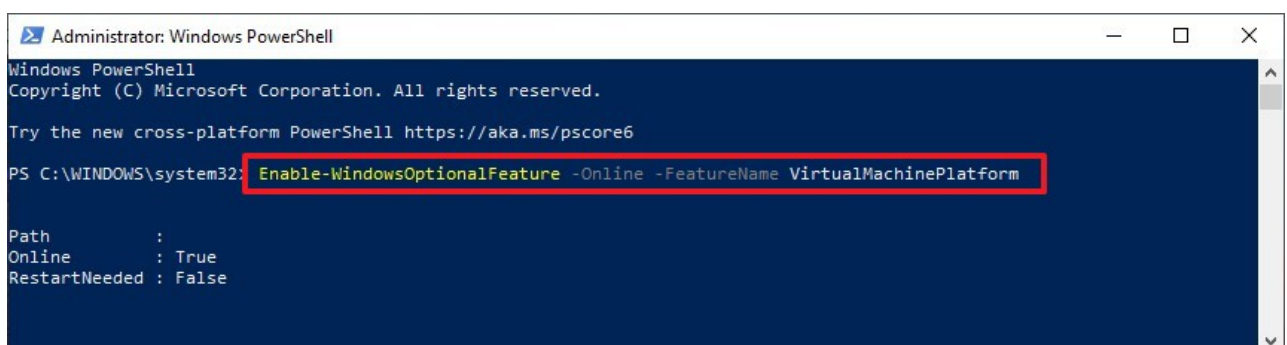 Administrator: Windows PowerShell
Windows PowerShell
Copyright (C) Microsoft Corporation. All rights reserved.
Try the new cross-platform PowerShell https://aka.ms/pscore6
PS C:\WINDOWS\system32> Enable-WindowsOptionalFeature -Online -FeatureName VirtualMachinePlatform
Path          :
Online        : True
RestartNeeded : False